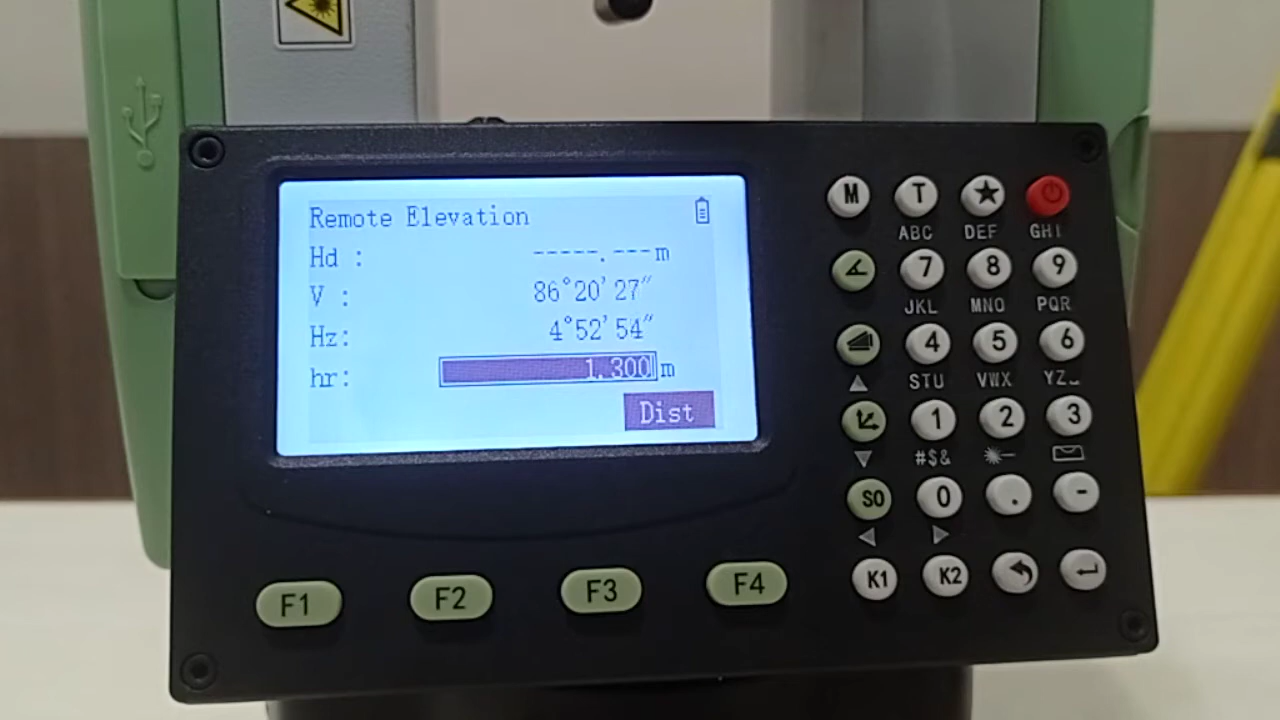 Remote Elevation
Hd : -----.---m
V : 86°20'27"
Hz: 4°52'54"
hr: 1.300 m
Dist
F1 F2 F3 F4
M T ★
ABC DEF GHI
7 8 9
JKL MNO PQR
4 5 6
STU VWX YZ_
1 2 3
#$&
S0 0 . -
K1 K2